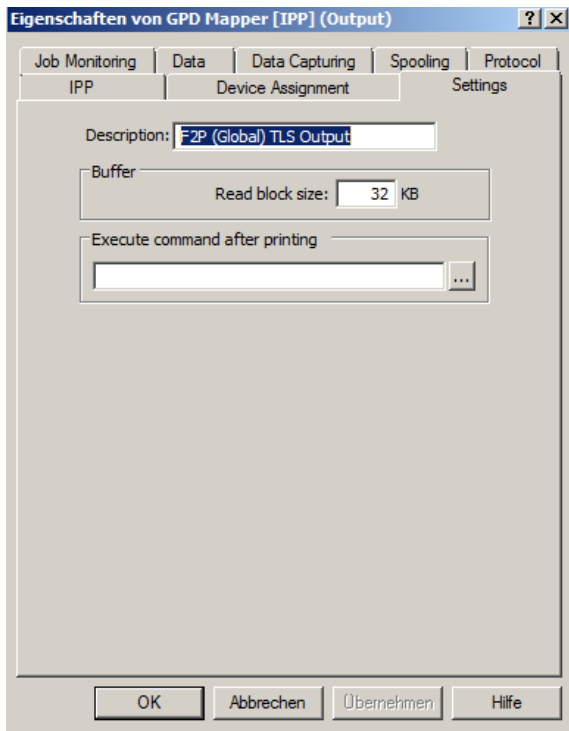 Eigenschaften von GPD Mapper [IPP] (Output)
Job Monitoring Data Data Capturing Spooling Protocol
IPP Device Assignment Settings
Description: F2P (Global) TLS Output
Buffer
Read block size: 32 KB
Execute command after printing
...
OK Abbrechen Übernehmen Hilfe